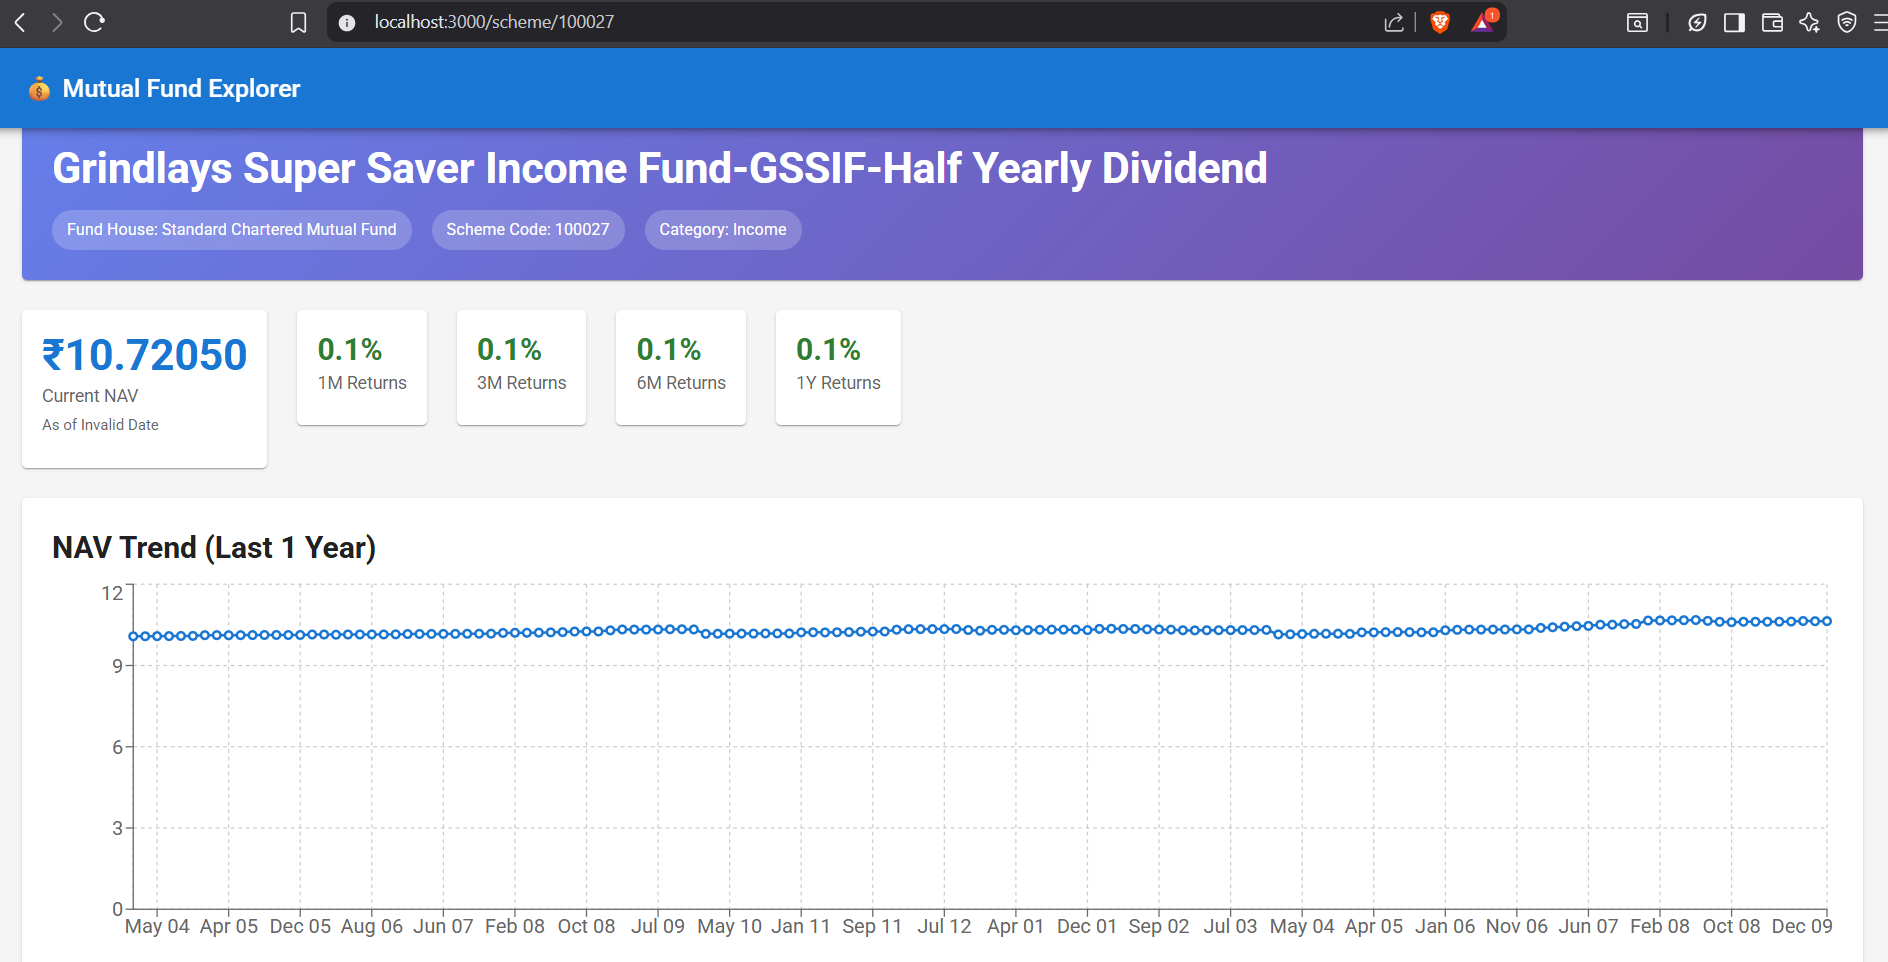 localhost:3000/scheme/100027
1
💰 Mutual Fund Explorer
Grindlays Super Saver Income Fund-GSSIF-Half Yearly Dividend
Fund House: Standard Chartered Mutual Fund
Scheme Code: 100027
Category: Income
₹10.72050
Current NAV
As of Invalid Date
0.1%
1M Returns
0.1%
3M Returns
0.1%
6M Returns
0.1%
1Y Returns
NAV Trend (Last 1 Year)
12
9
6
3
0
May 04 Apr 05 Dec 05 Aug 06 Jun 07 Feb 08 Oct 08 Jul 09 May 10 Jan 11 Sep 11 Jul 12 Apr 01 Dec 01 Sep 02 Jul 03 May 04 Apr 05 Jan 06 Nov 06 Jun 07 Feb 08 Oct 08 Dec 09